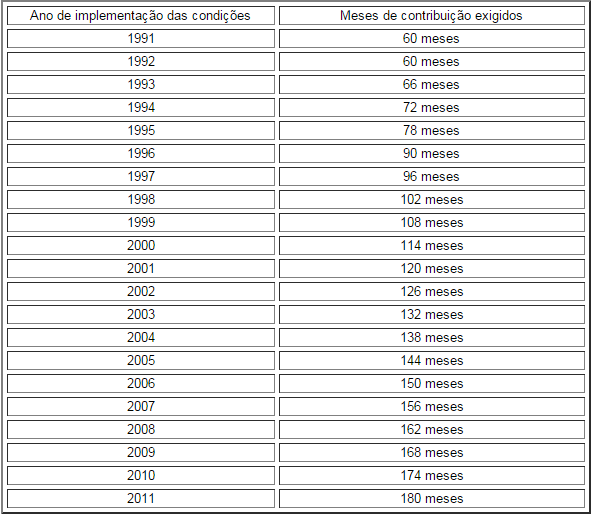 Ano de implementação das condições Meses de contribuição exigidos
1991 60 meses
1992 60 meses
1993 66 meses
1994 72 meses
1995 78 meses
1996 90 meses
1997 96 meses
1998 102 meses
1999 108 meses
2000 114 meses
2001 120 meses
2002 126 meses
2003 132 meses
2004 138 meses
2005 144 meses
2006 150 meses
2007 156 meses
2008 162 meses
2009 168 meses
2010 174 meses
2011 180 meses